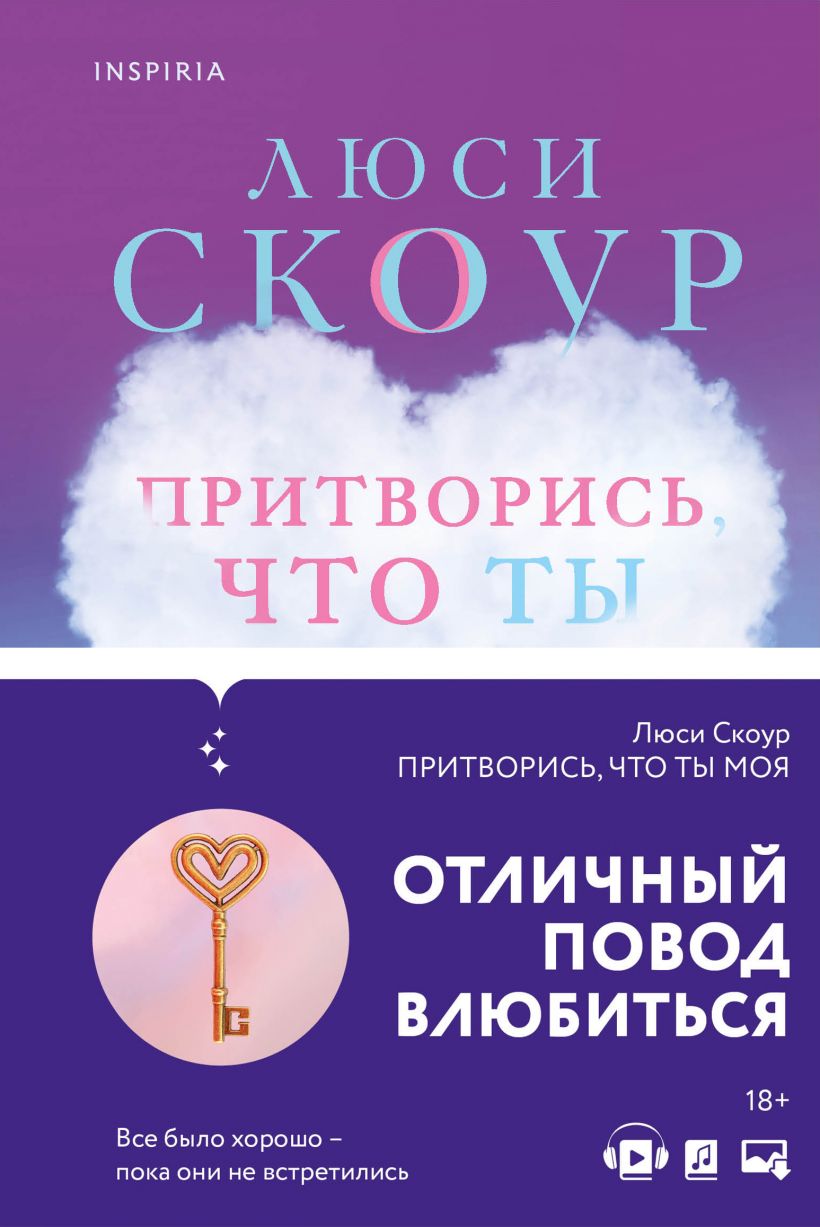 INSPIRIA
ЛЮСИ
СКОУР
ПРИТВОРИСЬ,
ЧТО ТЫ
Люси Скоур
ПРИТВОРИСЬ, ЧТО ТЫ МОЯ
ОТЛИЧНЫЙ
ПОВОД
ВЛЮБИТЬСЯ
18+
Все было хорошо –
пока они не встретились